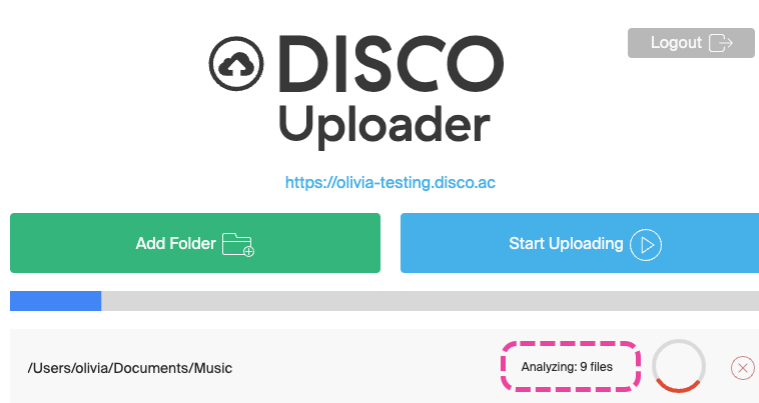 Logout
DISCO
Uploader
https://olivia-testing.disco.ac
Add Folder
Start Uploading
/Users/olivia/Documents/Music
Analyzing: 9 files